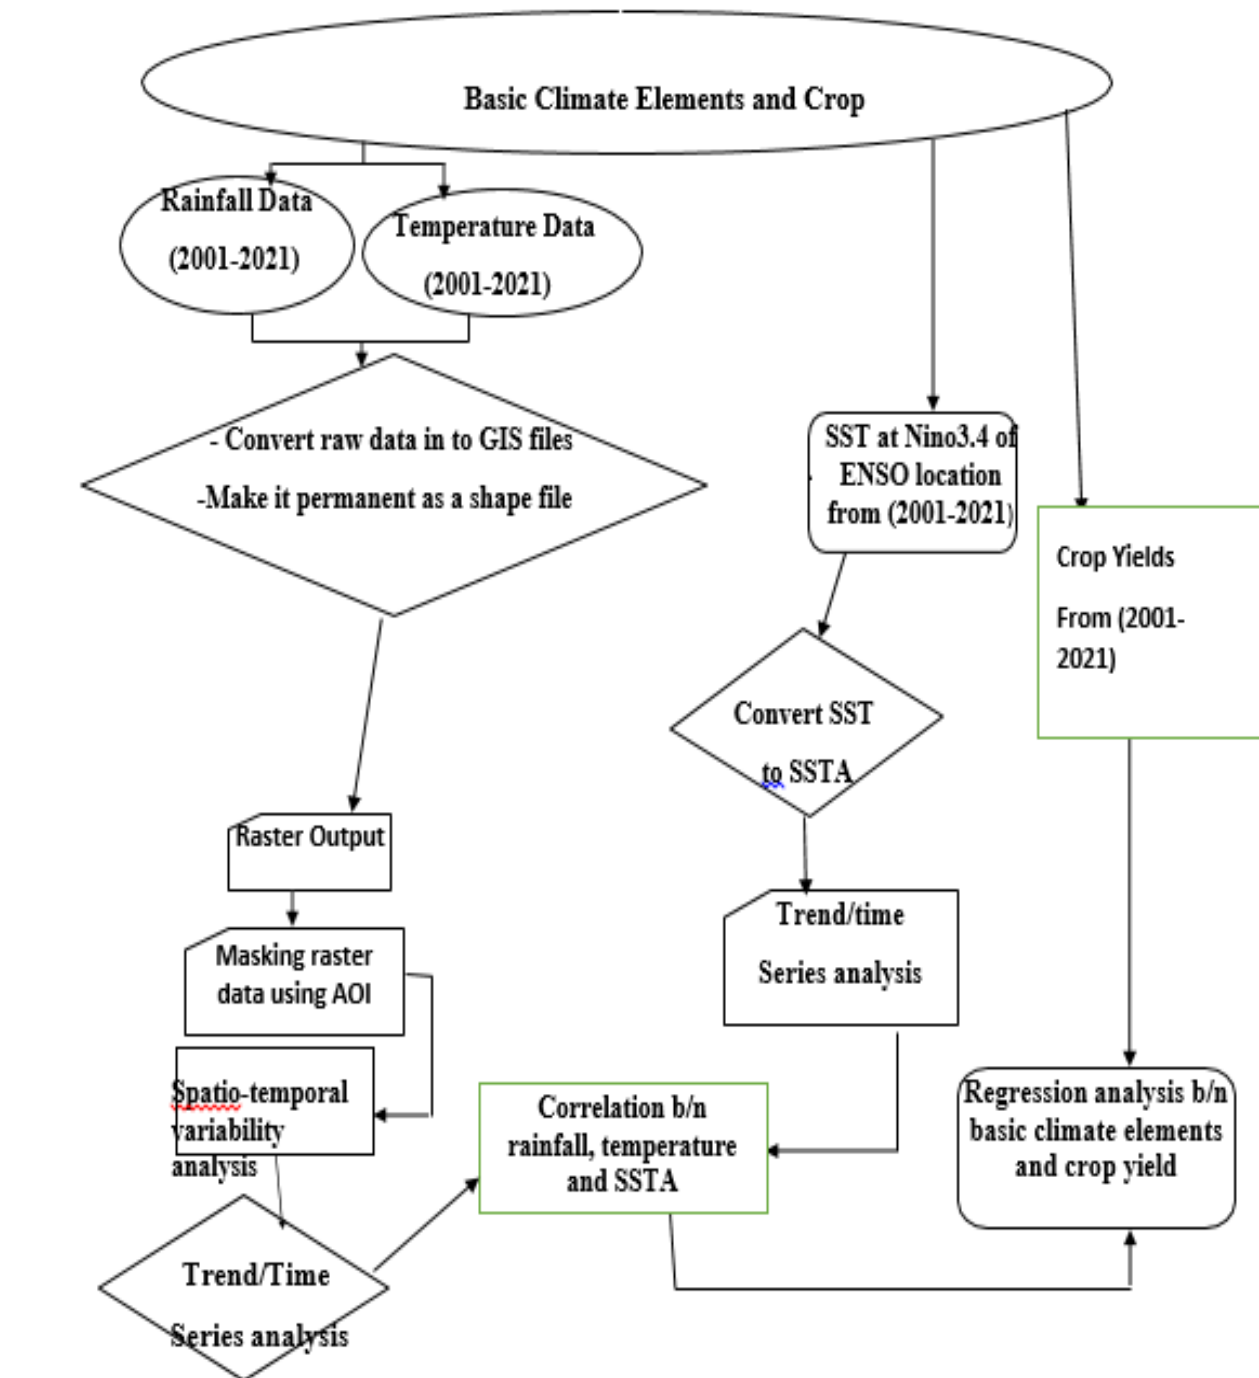 Basic Climate Elements and Crop
Rainfall Data
(2001-2021)
Temperature Data
(2001-2021)
- Convert raw data in to GIS files
-Make it permanent as a shape file
SST at Nino3.4 of
ENSO location
from (2001-2021)
Crop Yields
From (2001-
2021)
Convert SST
to SSTA
Raster Output
Trend/time
Series analysis
Masking raster
data using AOI
Spatio-temporal
variability
analysis
Correlation b/n
rainfall, temperature
and SSTA
Regression analysis b/n
basic climate elements
and crop yield
Trend/Time
Series analysis